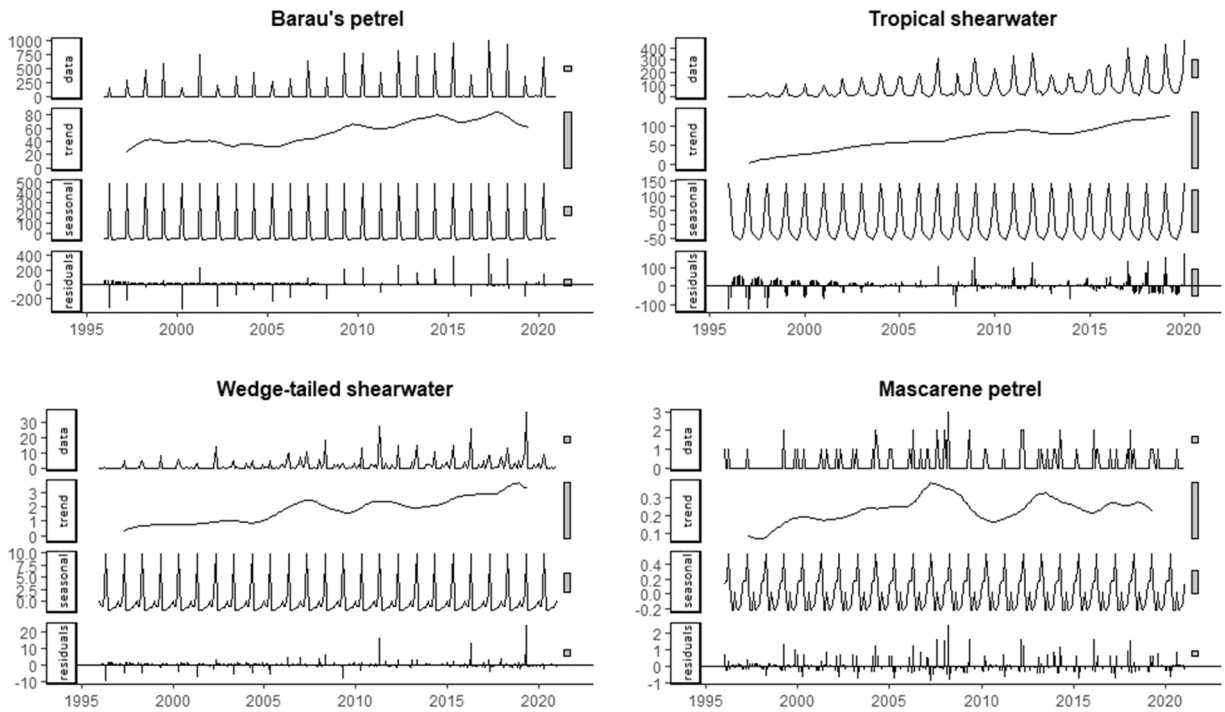 Barau's petrel
1000
750
500
250
0
data
80
60
40
20
0
trend
500
400
300
200
100
0
seasonal
400
200
0
-200
residuals
1995 2000 2005 2010 2015 2020
Tropical shearwater
400
300
200
100
0
data
100
50
0
trend
150
100
50
0
-50
seasonal
100
0
-100
residuals
1995 2000 2005 2010 2015 2020
Wedge-tailed shearwater
30
20
10
0
data
3
2
1
0
trend
10.0
7.5
5.0
2.5
0.0
seasonal
20
10
0
-10
residuals
1995 2000 2005 2010 2015 2020
Mascarene petrel
3
2
1
0
data
0.3
0.2
0.1
trend
0.4
0.2
0.0
-0.2
seasonal
2
1
0
-1
residuals
1995 2000 2005 2010 2015 2020